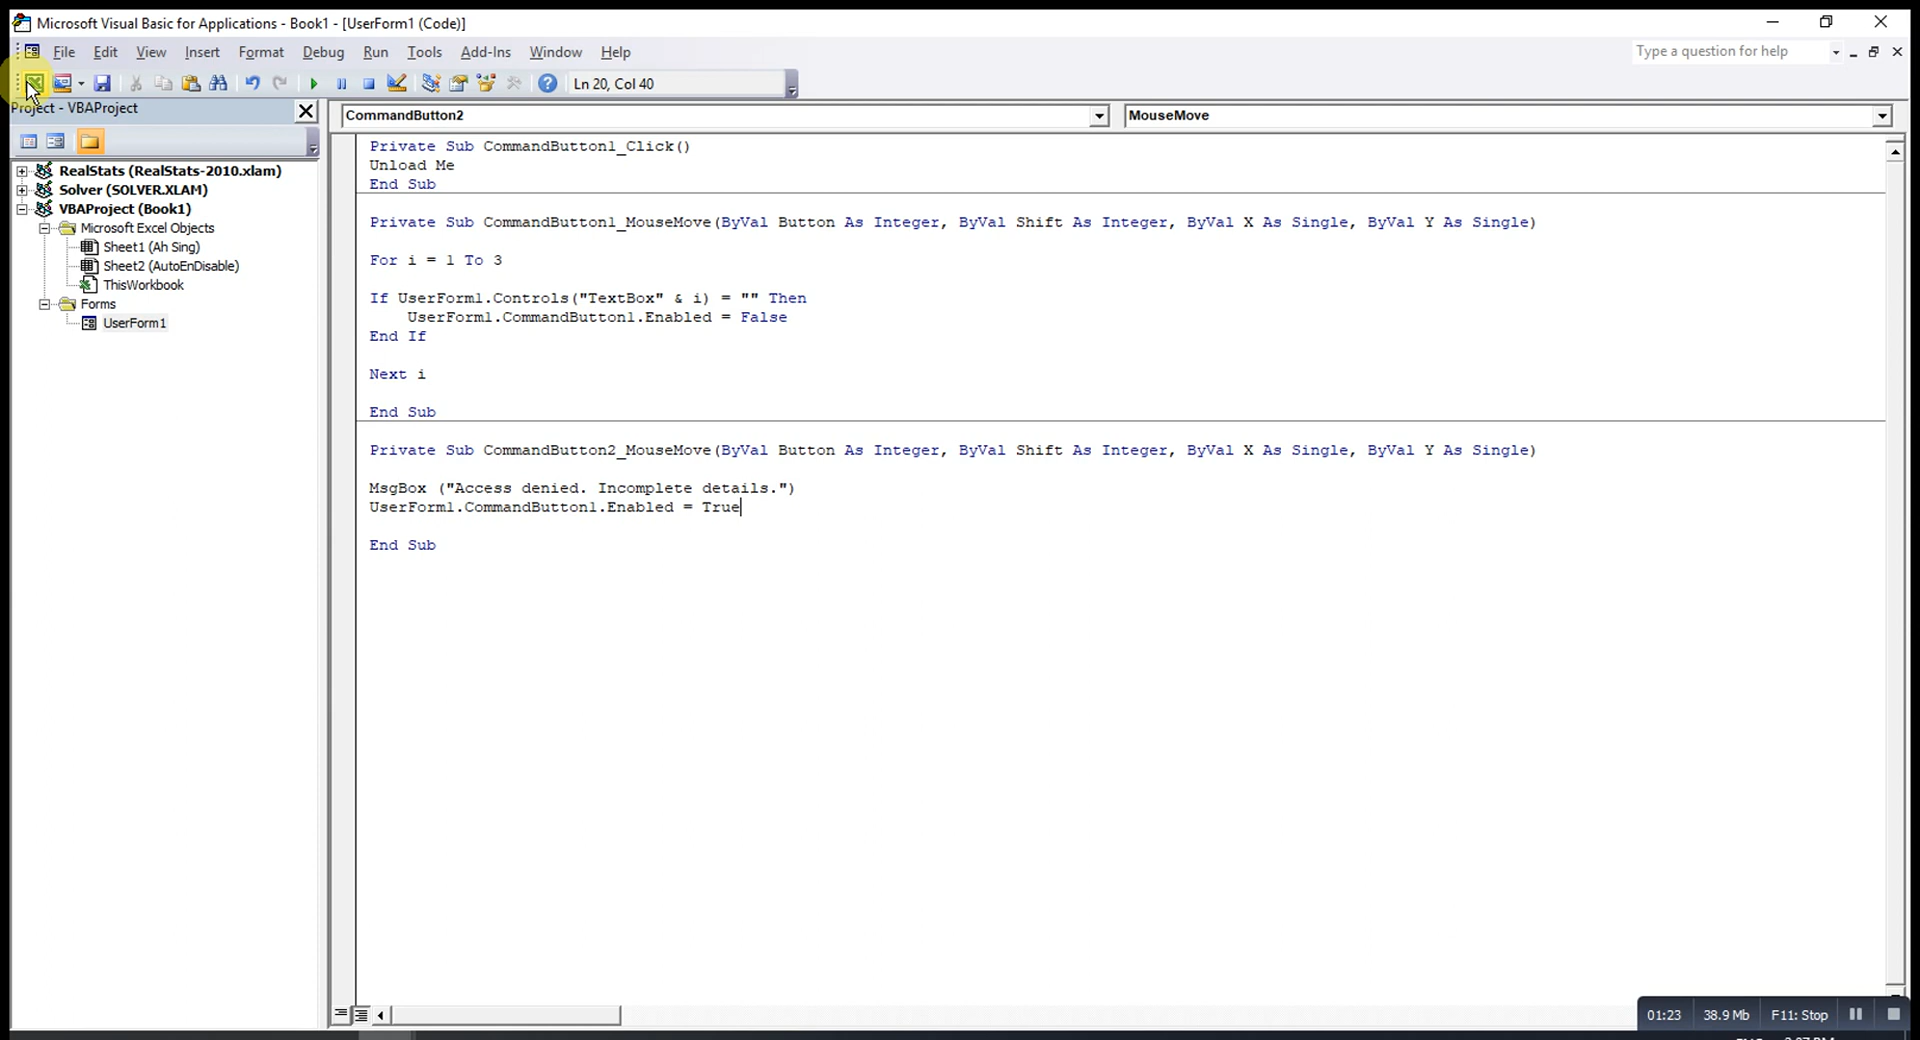 Microsoft Visual Basic for Applications - Book1 - [UserForm1 (Code)]
File Edit View Insert Format Debug Run Tools Add-Ins Window Help
Type a question for help
Ln 20, Col 40
Project - VBAProject
CommandButton2
MouseMove
RealStats (RealStats-2010.xlam)
Solver (SOLVER.XLAM)
VBAProject (Book1)
Microsoft Excel Objects
Sheet1 (Ah Sing)
Sheet2 (AutoEnDisable)
ThisWorkbook
Forms
UserForm1
Private Sub CommandButton1_Click()
Unload Me
End Sub
Private Sub CommandButton1_MouseMove(ByVal Button As Integer, ByVal Shift As Integer, ByVal X As Single, ByVal Y As Single)
For i = 1 To 3
If UserForm1.Controls("TextBox" & i) = "" Then
UserForm1.CommandButton1.Enabled = False
End If
Next i
End Sub
Private Sub CommandButton2_MouseMove(ByVal Button As Integer, ByVal Shift As Integer, ByVal X As Single, ByVal Y As Single)
MsgBox ("Access denied. Incomplete details.")
UserForm1.CommandButton1.Enabled = True
End Sub
01:23 38.9 Mb F11: Stop